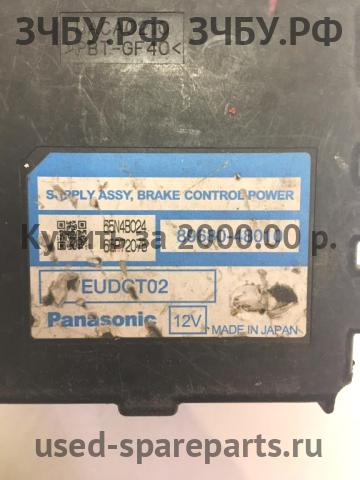 ЗЧБУ.РФ ЗЧБУ.РФ
>PBT-GF40<
SUPPLY ASSY, BRAKE CONTROL POWER
Купить за 2000.00 р.
EUDCT02
Panasonic 12V MADE IN JAPAN
used-spareparts.ru